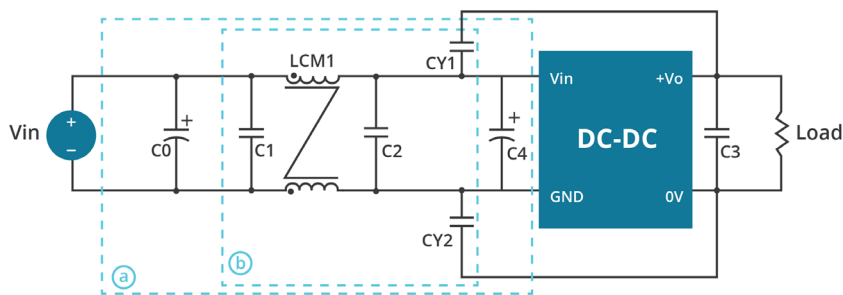 LCM1
CY1
Vin
+
−
+
C0
C1
C2
+
C4
Vin
+Vo
DC-DC
GND
0V
C3
Load
CY2
a
b